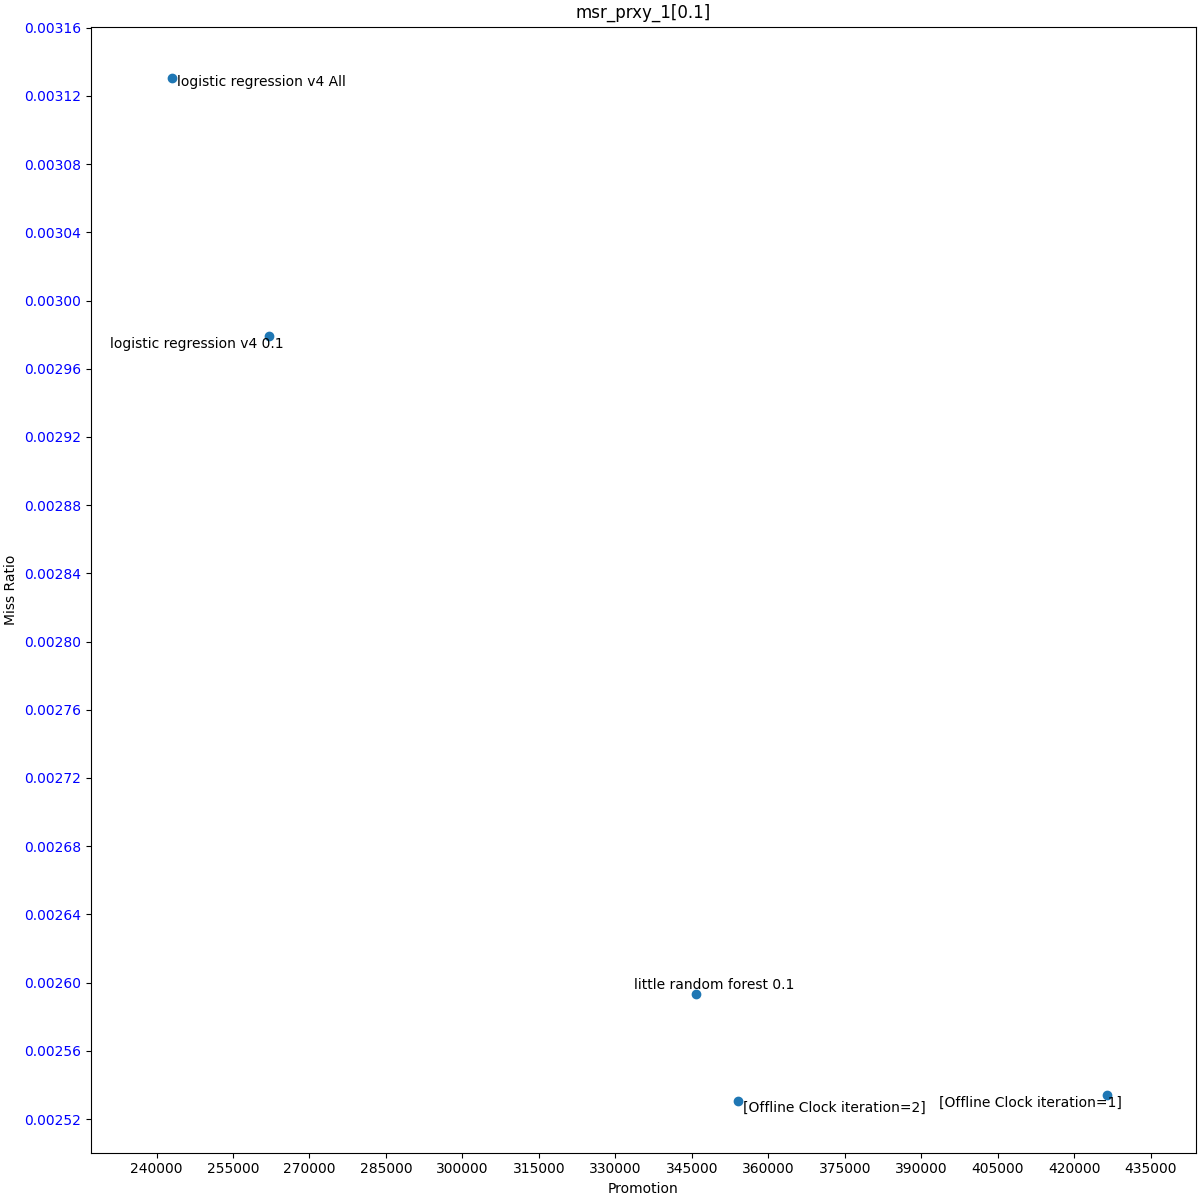 msr_prxy_1[0.1]
0.00316
0.00312
0.00308
0.00304
0.00300
0.00296
0.00292
0.00288
0.00284
0.00280
0.00276
0.00272
0.00268
0.00264
0.00260
0.00256
0.00252
Miss Ratio
logistic regression v4 All
logistic regression v4 0.1
little random forest 0.1
[Offline Clock iteration=2]
[Offline Clock iteration=1]
240000 255000 270000 285000 300000 315000 330000 345000 360000 375000 390000 405000 420000 435000
Promotion